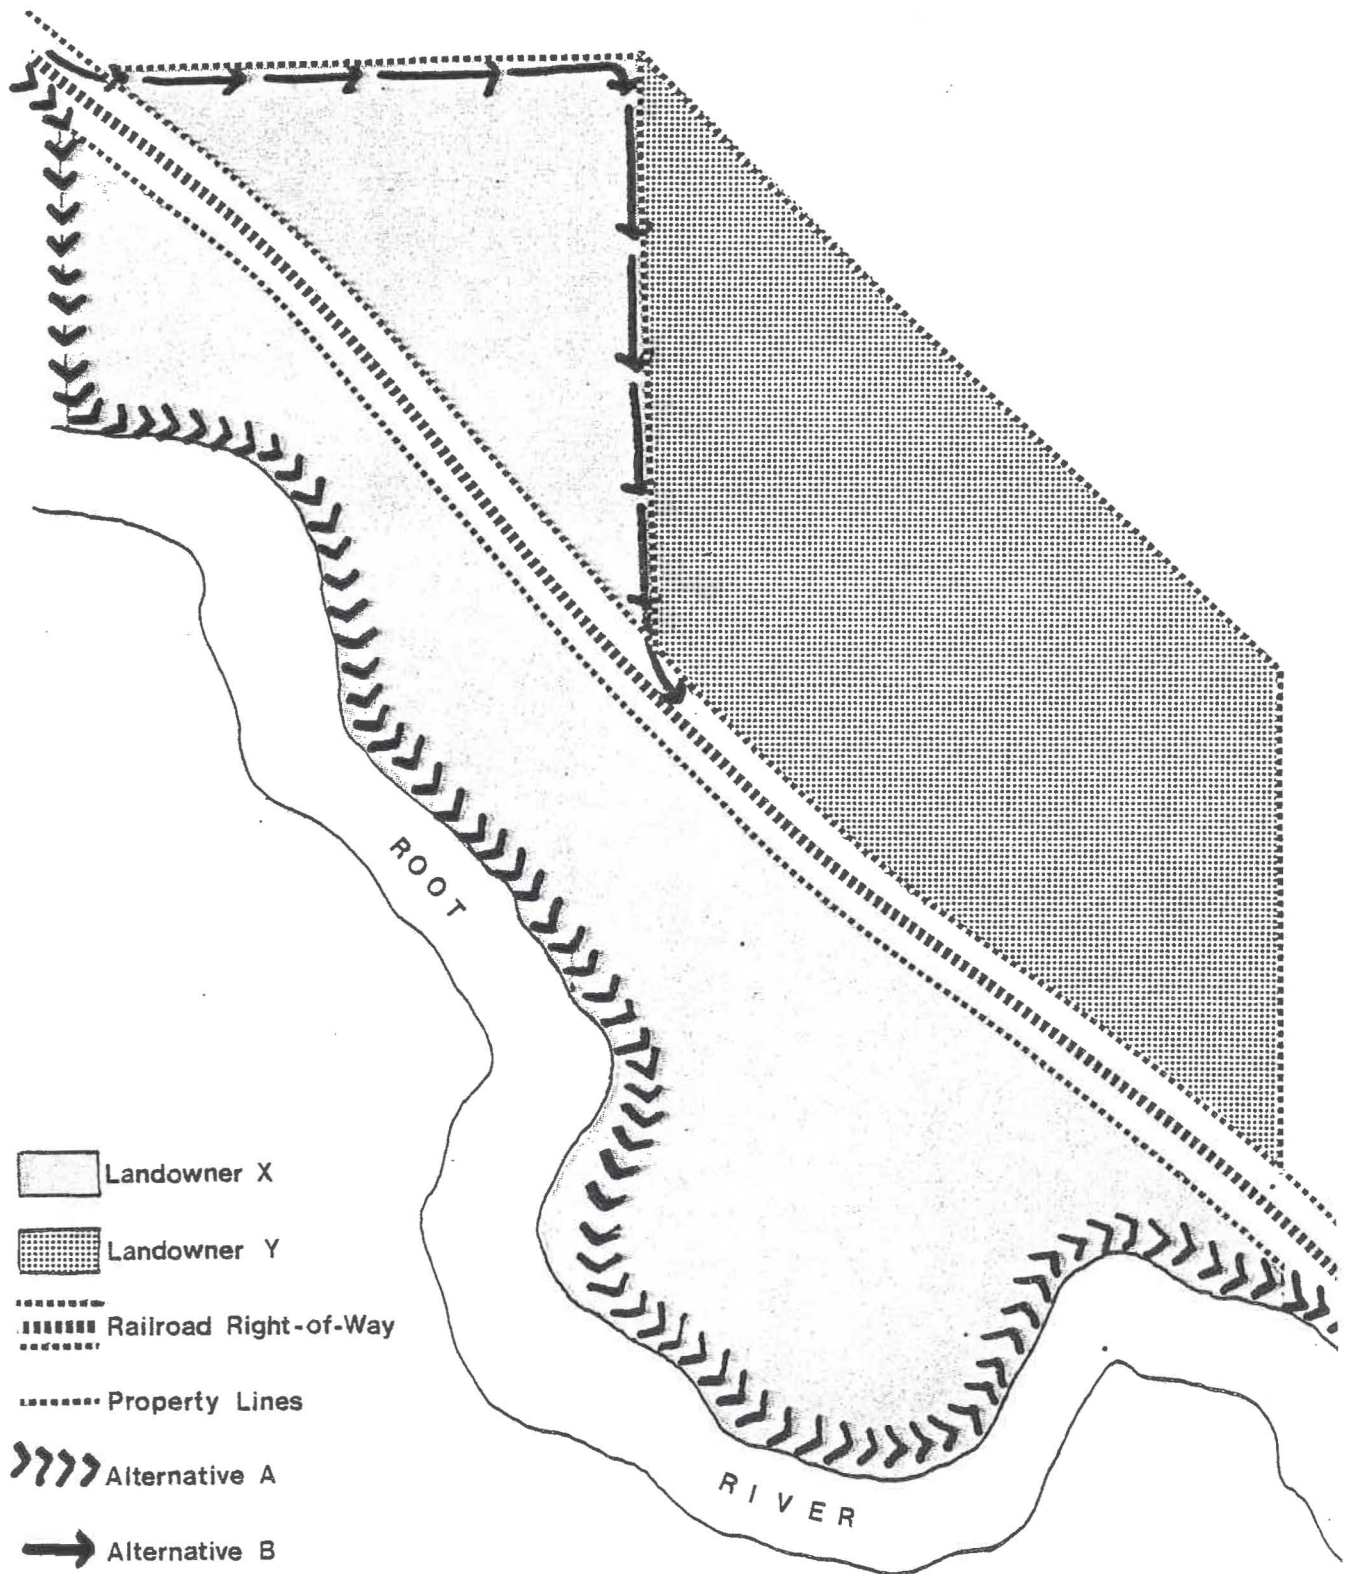 ROOT
RIVER
Landowner X
Landowner Y
Railroad Right-of-Way
Property Lines
Alternative A
Alternative B